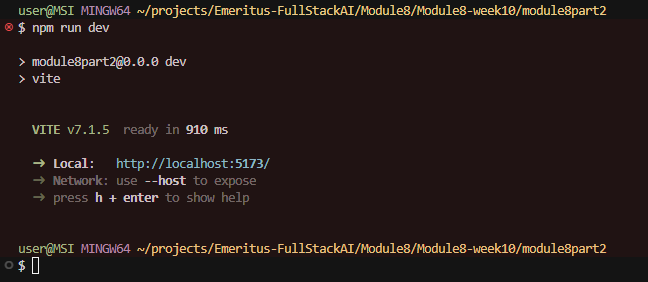 user@MSI MINGW64 ~/projects/Emeritus-FullStackAI/Module8/Module8-week10/module8part2
$ npm run dev
> module8part2@0.0.0 dev
> vite
VITE v7.1.5 ready in 910 ms
➜ Local: http://localhost:5173/
➜ Network: use --host to expose
➜ press h + enter to show help
user@MSI MINGW64 ~/projects/Emeritus-FullStackAI/Module8/Module8-week10/module8part2
$